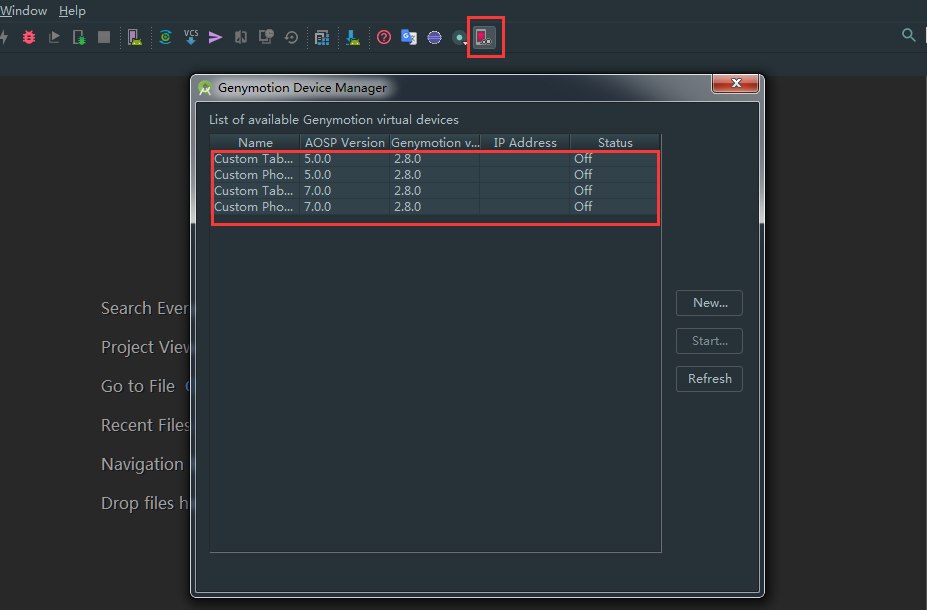 Window Help
VCS
Genymotion Device Manager
List of available Genymotion virtual devices
Name AOSP Version Genymotion v... IP Address Status
Custom Tab... 5.0.0 2.8.0 Off
Custom Pho... 5.0.0 2.8.0 Off
Custom Tab... 7.0.0 2.8.0 Off
Custom Pho... 7.0.0 2.8.0 Off
New...
Start...
Refresh
Search Ever
Project View
Go to File
Recent Files
Navigation
Drop files h